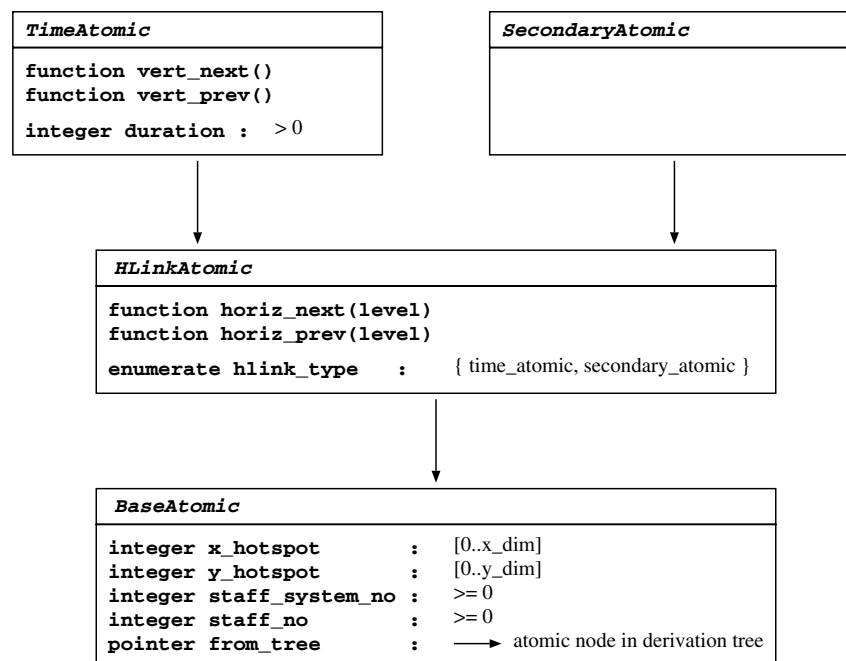 TimeAtomic
function vert_next()
function vert_prev()
integer duration : > 0
SecondaryAtomic
HLinkAtomic
function horiz_next(level)
function horiz_prev(level)
enumerate hlink_type : { time_atomic, secondary_atomic }
BaseAtomic
integer x_hotspot : [0..x_dim]
integer y_hotspot : [0..y_dim]
integer staff_system_no : >= 0
integer staff_no : >= 0
pointer from_tree : atomic node in derivation tree